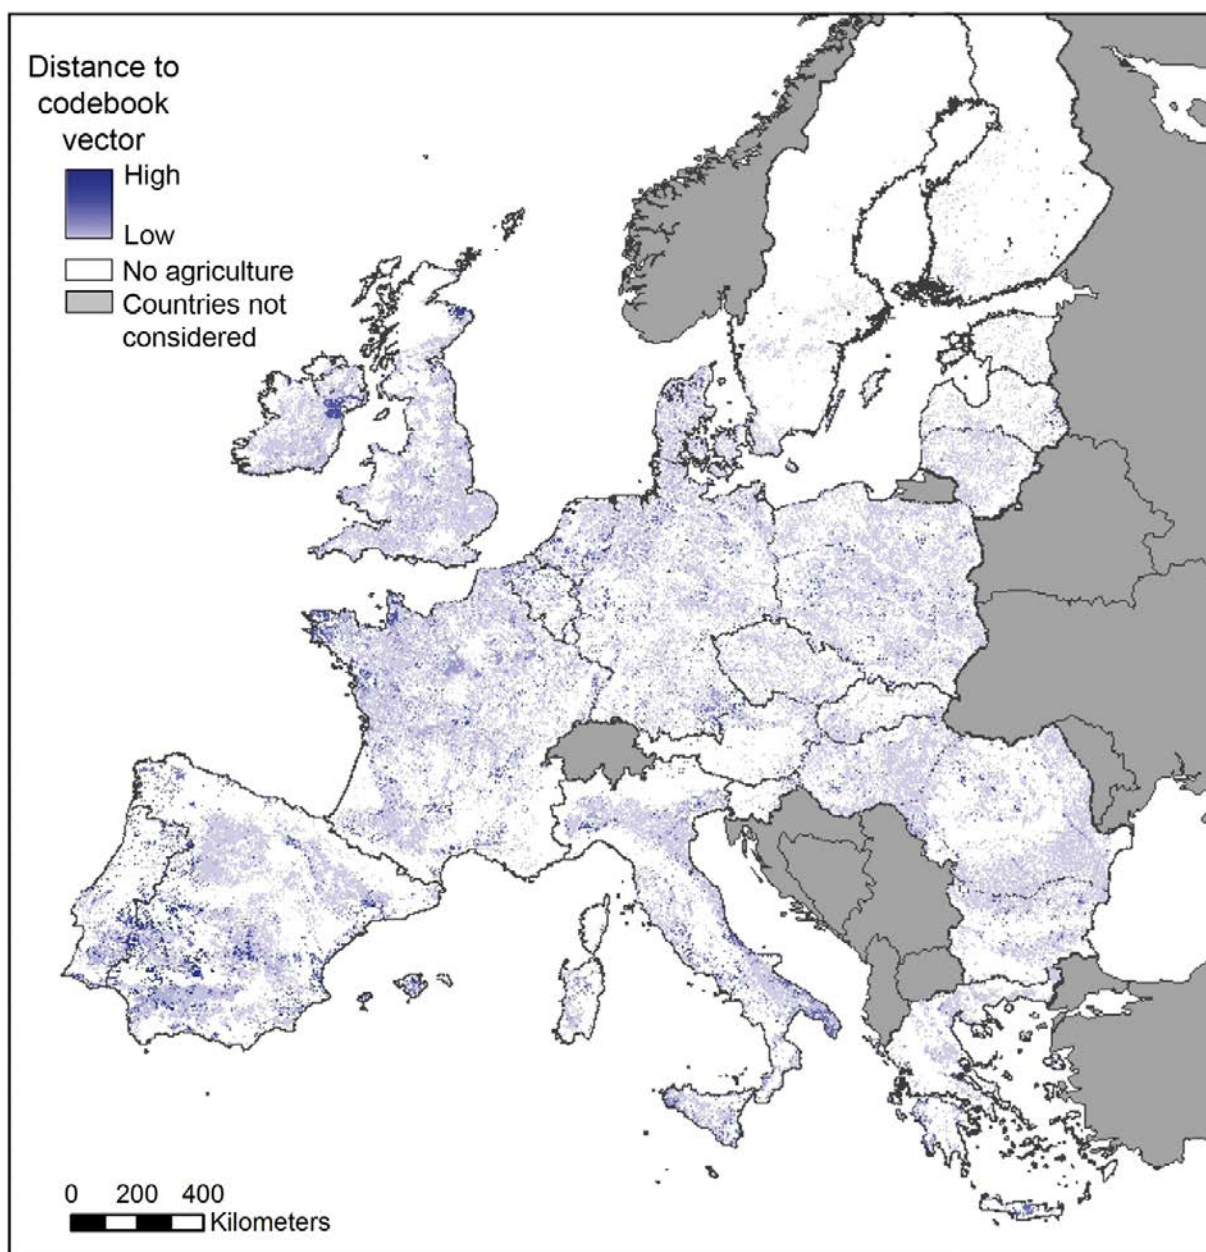 Distance to
codebook
vector
High
Low
No agriculture
Countries not
considered
0 200 400
Kilometers